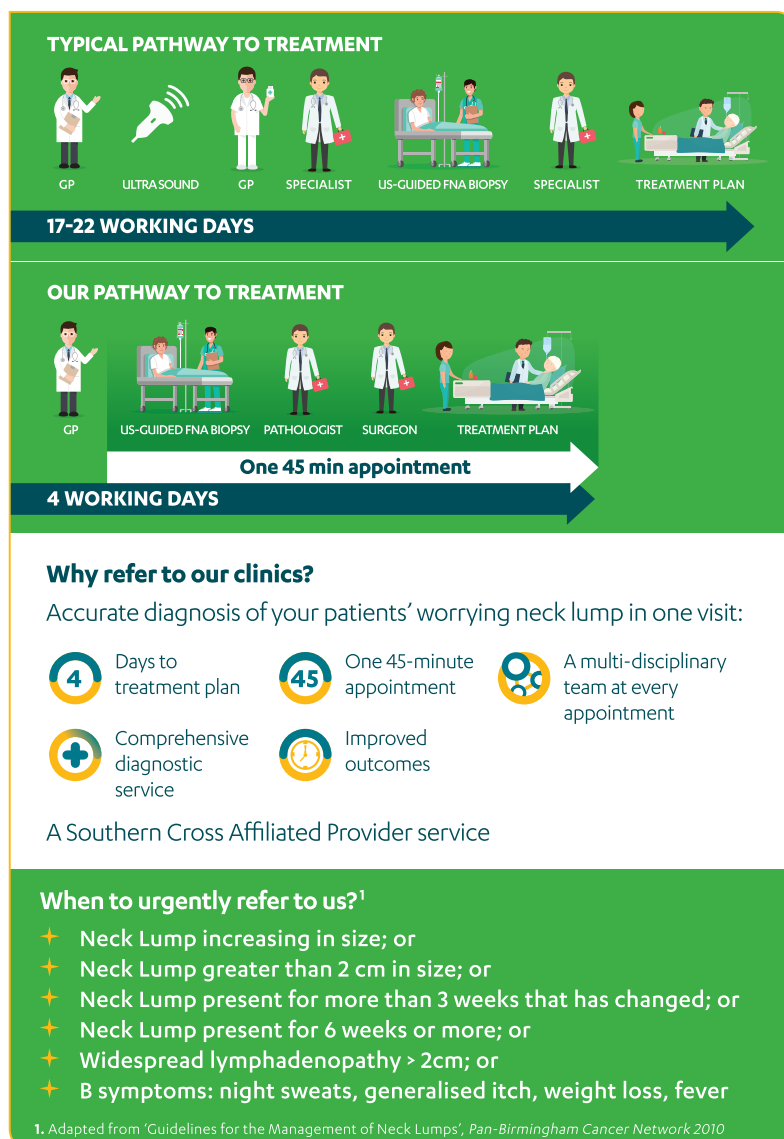 TYPICAL PATHWAY TO TREATMENT
GP ULTRA SOUND GP SPECIALIST US-GUIDED FNA BIOPSY SPECIALIST TREATMENT PLAN
17-22 WORKING DAYS
OUR PATHWAY TO TREATMENT
GP US-GUIDED FNA BIOPSY PATHOLOGIST SURGEON TREATMENT PLAN
One 45 min appointment
4 WORKING DAYS
Why refer to our clinics?
Accurate diagnosis of your patients’ worrying neck lump in one visit:
4
Days to
treatment plan
45
One 45-minute
appointment
A multi-disciplinary
team at every
appointment
Comprehensive
diagnostic
service
Improved
outcomes
A Southern Cross Affiliated Provider service
When to urgently refer to us?¹
Neck Lump increasing in size; or
Neck Lump greater than 2 cm in size; or
Neck Lump present for more than 3 weeks that has changed; or
Neck Lump present for 6 weeks or more; or
Widespread lymphadenopathy > 2cm; or
B symptoms: night sweats, generalised itch, weight loss, fever
1. Adapted from ‘Guidelines for the Management of Neck Lumps’, Pan-Birmingham Cancer Network 2010